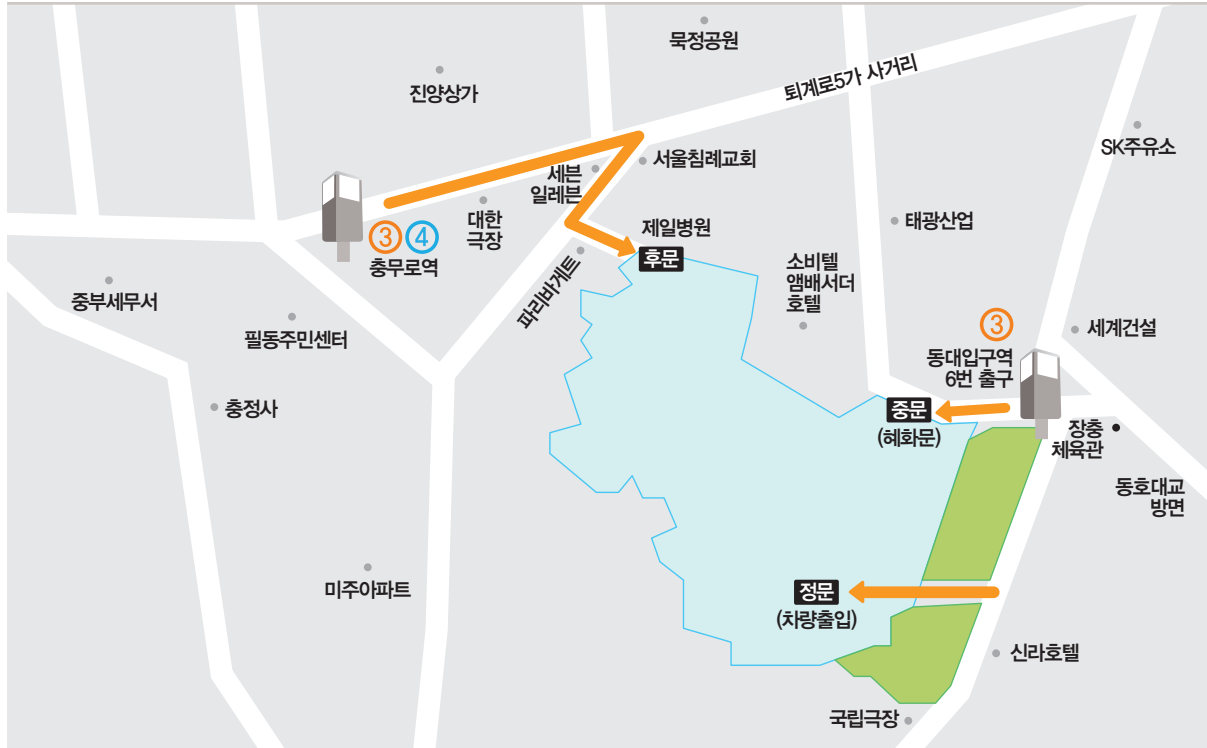 묵정공원
진양상가
퇴계로5가 사거리
SK주유소
세븐
일레븐
서울침례교회
대한
극장
제일병원
태광산업
③ ④
충무로역
후문
파리바게트
소비텔
앰배서더
호텔
중부세무서
필동주민센터
③
세계건설
동대입구역
6번 출구
충정사
중문
(혜화문)
장충
체육관
동호대교
방면
미주아파트
정문
(차량출입)
신라호텔
국립극장